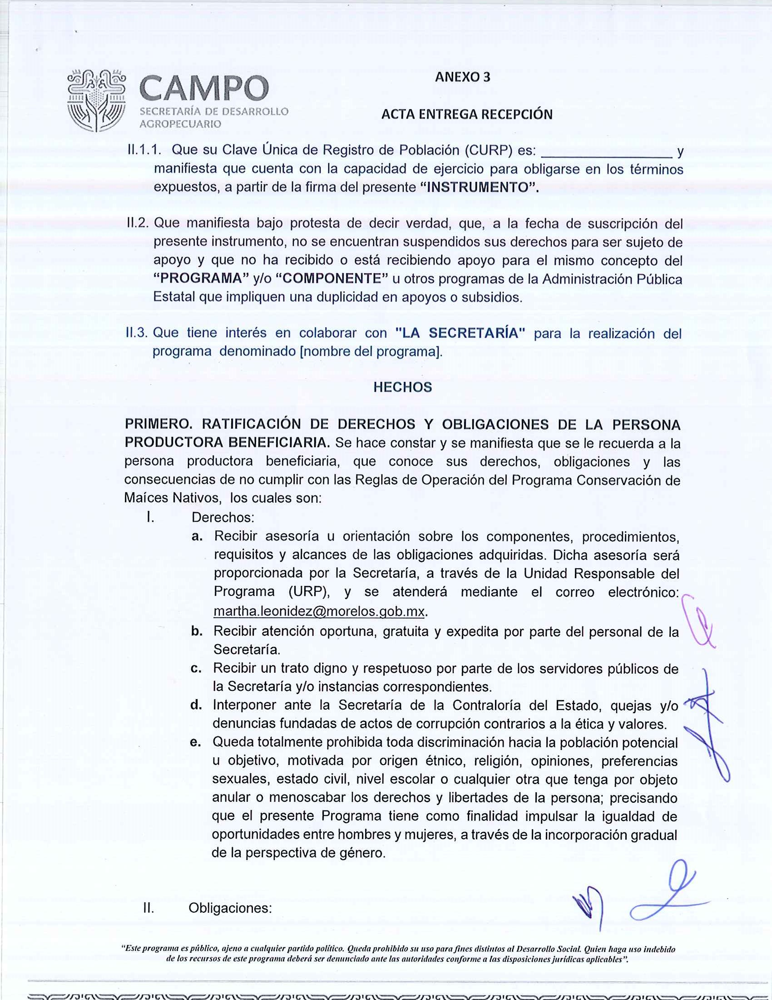 CAMPO
SECRETARÍA DE DESARROLLO
AGROPECUARIO
ANEXO 3
ACTA ENTREGA RECEPCIÓN
II.1.1. Que su Clave Única de Registro de Población (CURP) es: __________________ y
manifiesta que cuenta con la capacidad de ejercicio para obligarse en los términos
expuestos, a partir de la firma del presente “INSTRUMENTO”.
II.2. Que manifiesta bajo protesta de decir verdad, que, a la fecha de suscripción del
presente instrumento, no se encuentran suspendidos sus derechos para ser sujeto de
apoyo y que no ha recibido o está recibiendo apoyo para el mismo concepto del
“PROGRAMA” y/o “COMPONENTE” u otros programas de la Administración Pública
Estatal que impliquen una duplicidad en apoyos o subsidios.
II.3. Que tiene interés en colaborar con "LA SECRETARÍA" para la realización del
programa denominado [nombre del programa].
HECHOS
PRIMERO. RATIFICACIÓN DE DERECHOS Y OBLIGACIONES DE LA PERSONA
PRODUCTORA BENEFICIARIA. Se hace constar y se manifiesta que se le recuerda a la
persona productora beneficiaria, que conoce sus derechos, obligaciones y las
consecuencias de no cumplir con las Reglas de Operación del Programa Conservación de
Maíces Nativos, los cuales son:
I. Derechos:
a. Recibir asesoría u orientación sobre los componentes, procedimientos,
requisitos y alcances de las obligaciones adquiridas. Dicha asesoría será
proporcionada por la Secretaría, a través de la Unidad Responsable del
Programa (URP), y se atenderá mediante el correo electrónico:
martha.leonidez@morelos.gob.mx.
b. Recibir atención oportuna, gratuita y expedita por parte del personal de la
Secretaría.
c. Recibir un trato digno y respetuoso por parte de los servidores públicos de
la Secretaría y/o instancias correspondientes.
d. Interponer ante la Secretaría de la Contraloría del Estado, quejas y/o
denuncias fundadas de actos de corrupción contrarios a la ética y valores.
e. Queda totalmente prohibida toda discriminación hacia la población potencial
u objetivo, motivada por origen étnico, religión, opiniones, preferencias
sexuales, estado civil, nivel escolar o cualquier otra que tenga por objeto
anular o menoscabar los derechos y libertades de la persona; precisando
que el presente Programa tiene como finalidad impulsar la igualdad de
oportunidades entre hombres y mujeres, a través de la incorporación gradual
de la perspectiva de género.
II. Obligaciones:
“Este programa es público, ajeno a cualquier partido político. Queda prohibido su uso para fines distintos al Desarrollo Social. Quien haga uso indebido
de los recursos de este programa deberá ser denunciado ante las autoridades conforme a las disposiciones jurídicas aplicables”.